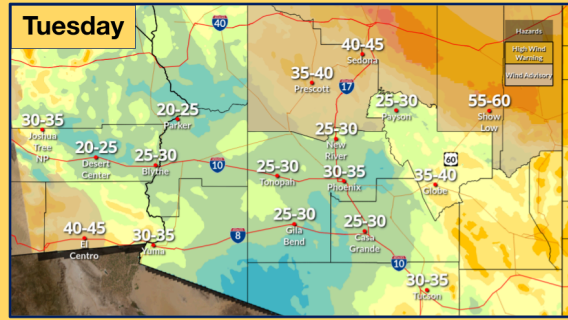 Tuesday
40
Hazards
High Wind
Warning
Wind Advisory
40-45
Sedona
35-40
Prescott
17
25-30
Payson
55-60
Show
Low
30-35
Joshua
Tree
NP
20-25
Parker
20-25
Desert
Center
25-30
Blythe
10
25-30
New
River
60
25-30
Tonopah
30-35
Phoenix
35-40
Globe
40-45
El
Centro
30-35
Yuma
8
25-30
Gila
Bend
25-30
Casa
Grande
10
30-35
Tucson